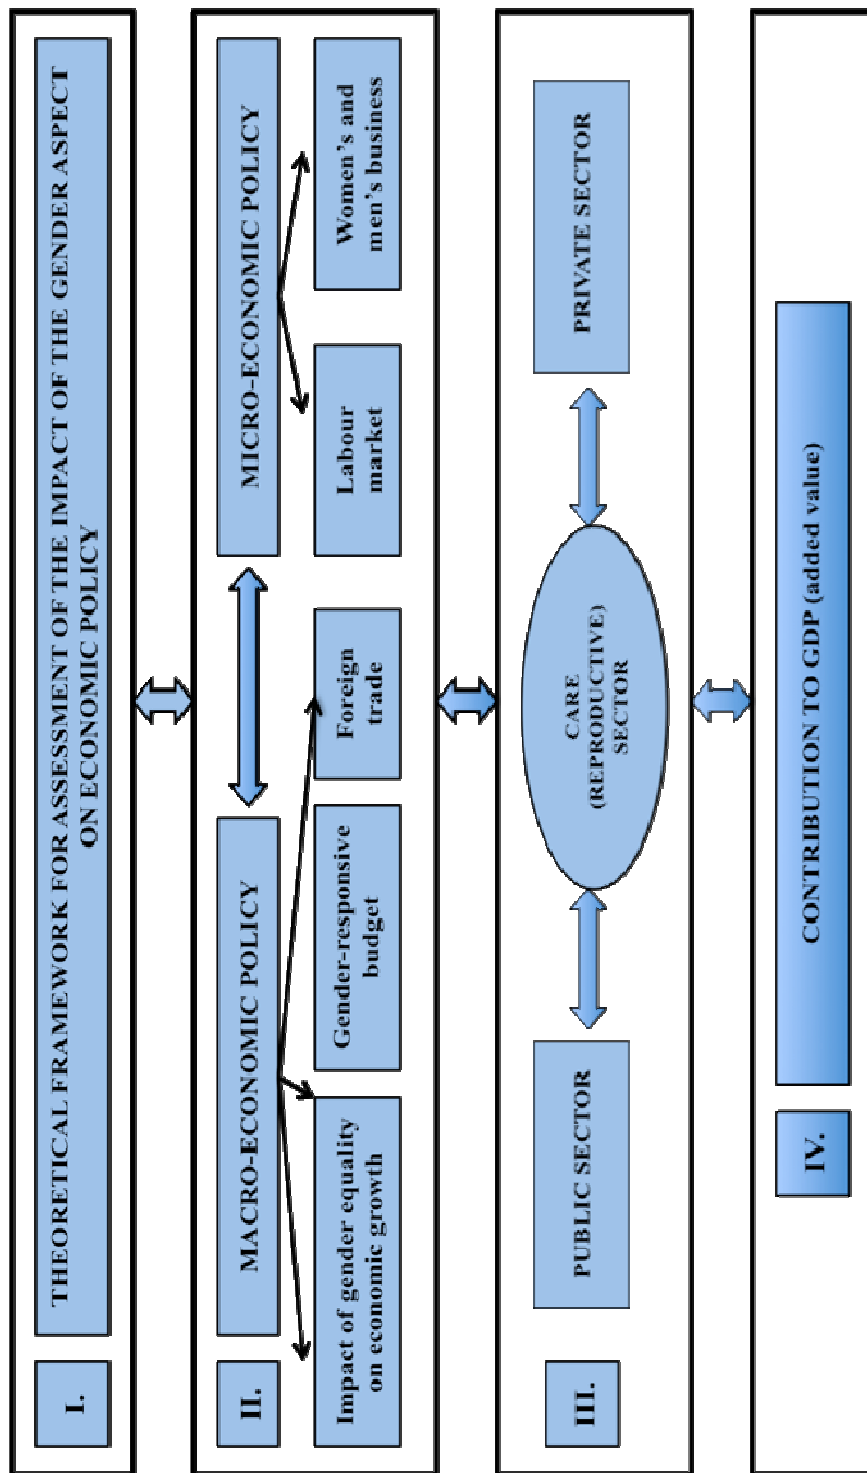 I.
THEORETICAL FRAMEWORK FOR ASSESSMENT OF THE IMPACT OF THE GENDER ASPECT
ON ECONOMIC POLICY
II.
MACRO-ECONOMIC POLICY
MICRO-ECONOMIC POLICY
Impact of gender equality
on economic growth
Gender-responsive
budget
Foreign
trade
Labour
market
Women's and
men's business
III.
PUBLIC SECTOR
CARE
(REPRODUCTIVE)
SECTOR
PRIVATE SECTOR
IV.
CONTRIBUTION TO GDP (added value)